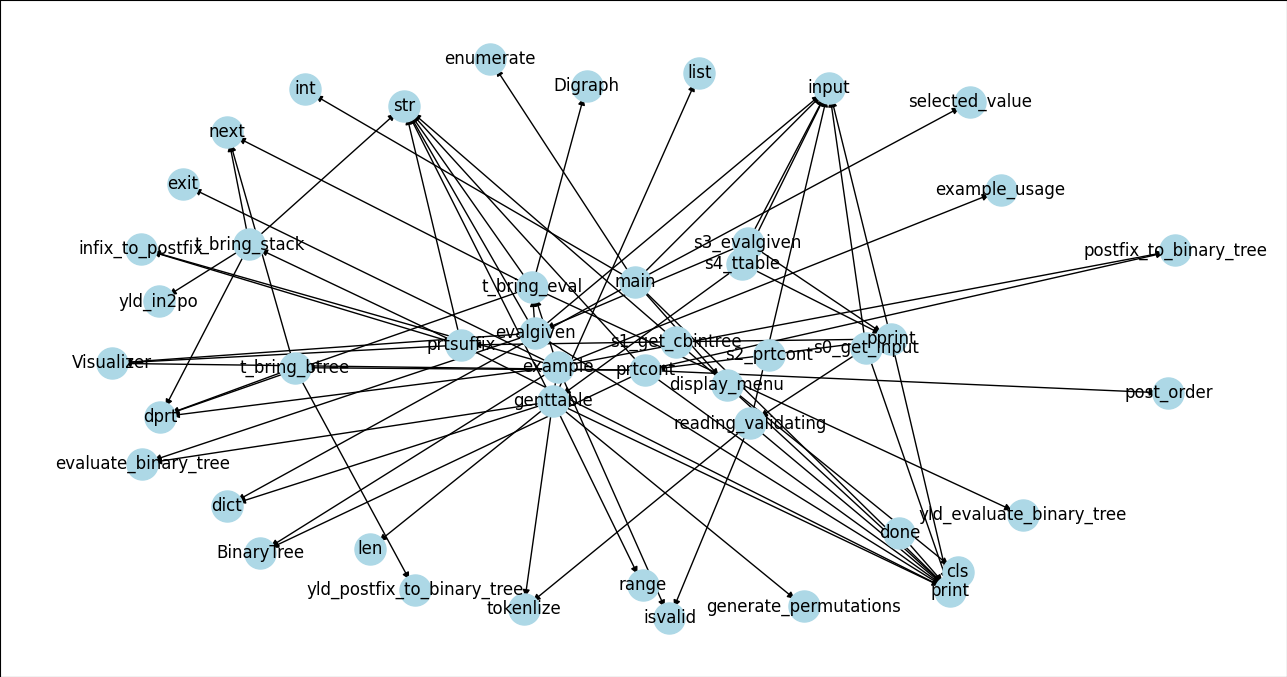 enumerate
list
Digraph
int
input
selected_value
str
next
exit
example_usage
s3_evalgiven
infix_to_postfix
t_bring_stack
postfix_to_binary_tree
s4_ttable
main
t_bring_eval
yld_in2po
evalgiven
pprint
s1_get_cbintree
prtsuffix
s0_get_input
s2_prtcont
Visualizer
t_bring_btree
example
prtcont
display_menu
post_order
genttable
dprt
reading_validating
evaluate_binary_tree
dict
yld_evaluate_binary_tree
done
BinaryTree
len
cls
range
yld_postfix_to_binary_tree
print
tokenlize
generate_permutations
isvalid